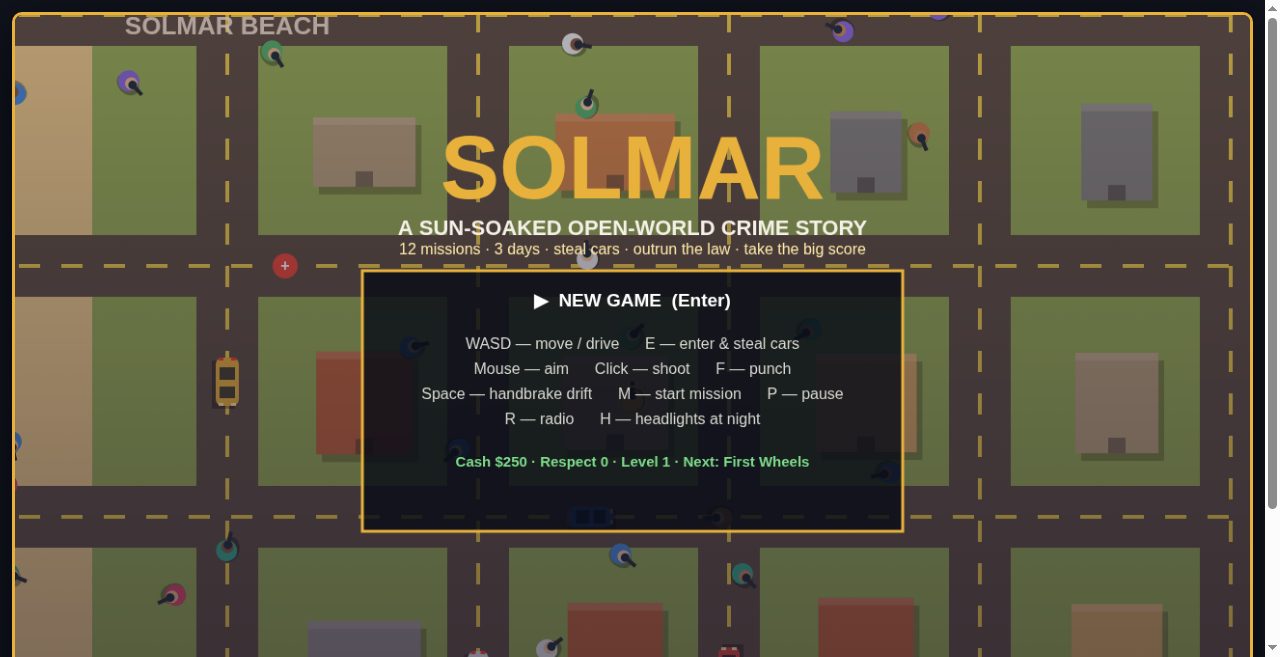 SOLMAR BEACH
SOLMAR
A SUN-SOAKED OPEN-WORLD CRIME STORY
12 missions · 3 days · steal cars · outrun the law · take the big score
▶ NEW GAME (Enter)
WASD — move / drive E — enter & steal cars
Mouse — aim Click — shoot F — punch
Space — handbrake drift M — start mission P — pause
R — radio H — headlights at night
Cash $250 · Respect 0 · Level 1 · Next: First Wheels